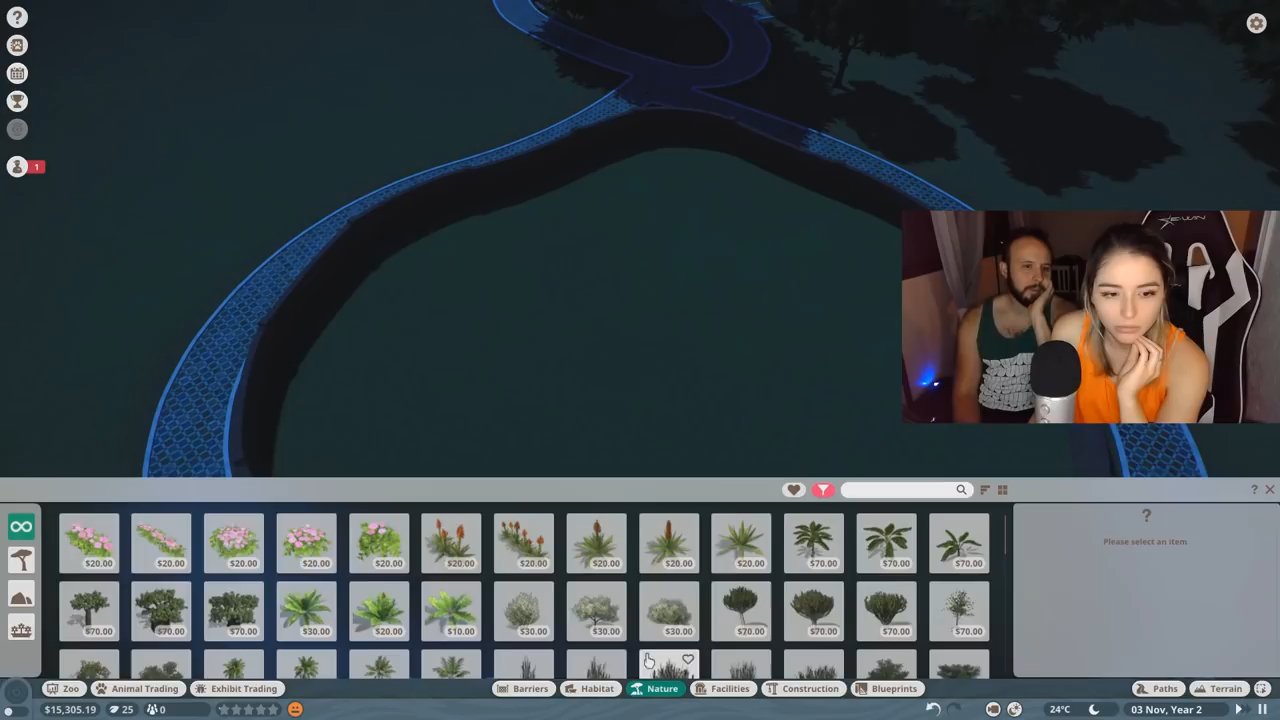 ?
1
E-WIN
? ×
$20.00 $20.00 $20.00 $20.00 $20.00 $20.00 $20.00 $20.00 $20.00 $20.00 $70.00 $70.00 $70.00
$70.00 $70.00 $70.00 $30.00 $20.00 $10.00 $30.00 $30.00 $30.00 $70.00 $70.00 $70.00 $70.00
?
Please select an item
Zoo Animal Trading Exhibit Trading Barriers Habitat Nature Facilities Construction Blueprints Paths Terrain
$15,305.19 25 0 24°C 03 Nov, Year 2